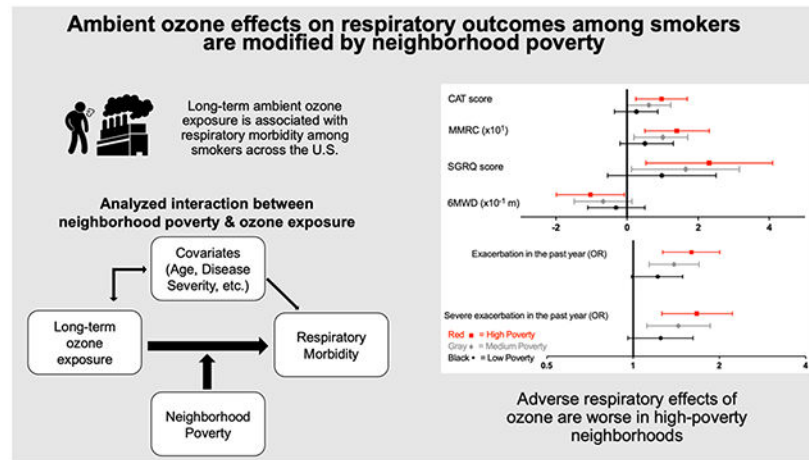 Ambient ozone effects on respiratory outcomes among smokers
are modified by neighborhood poverty
Long-term ambient ozone
exposure is associated with
respiratory morbidity among
smokers across the U.S.
Analyzed interaction between
neighborhood poverty & ozone exposure
Covariates
(Age, Disease
Severity, etc.)
Long-term
ozone
exposure
Respiratory
Morbidity
Neighborhood
Poverty
CAT score
MMRC (x10¹)
SGRQ score
6MWD (x10⁻¹ m)
-2 0 2 4
Exacerbation in the past year (OR)
Severe exacerbation in the past year (OR)
Red = High Poverty
Gray = Medium Poverty
Black = Low Poverty
0.5 1 2 4
Adverse respiratory effects of
ozone are worse in high-poverty
neighborhoods